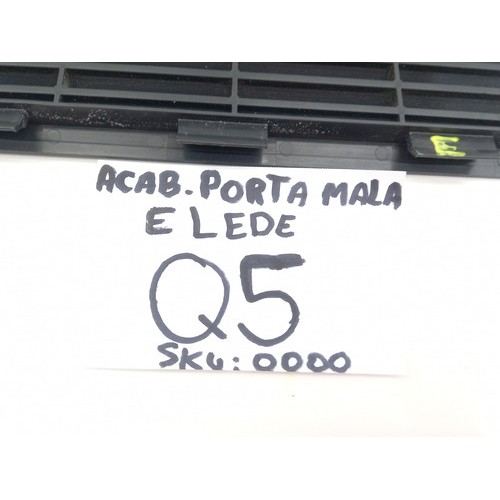 E
ACAB. PORTA MALA
E LEDE
Q5
SKU: 0000